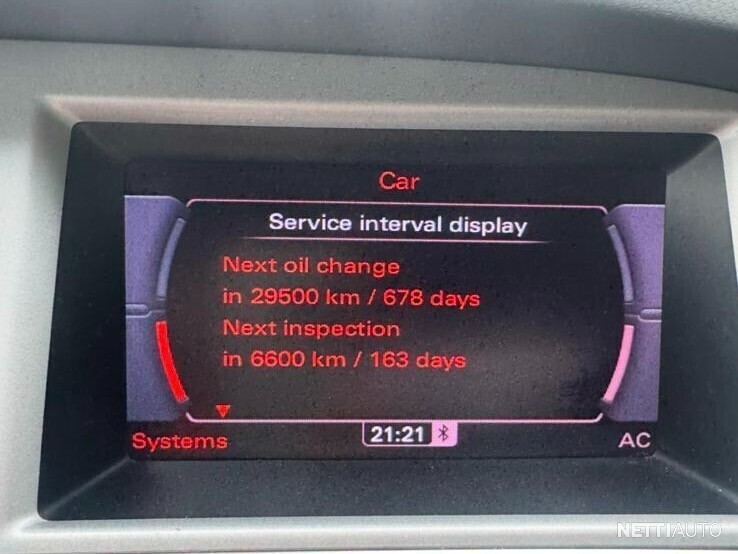 Car
Service interval display
Next oil change
in 29500 km / 678 days
Next inspection
in 6600 km / 163 days
Systems
21:21
AC
NETTIAUTO